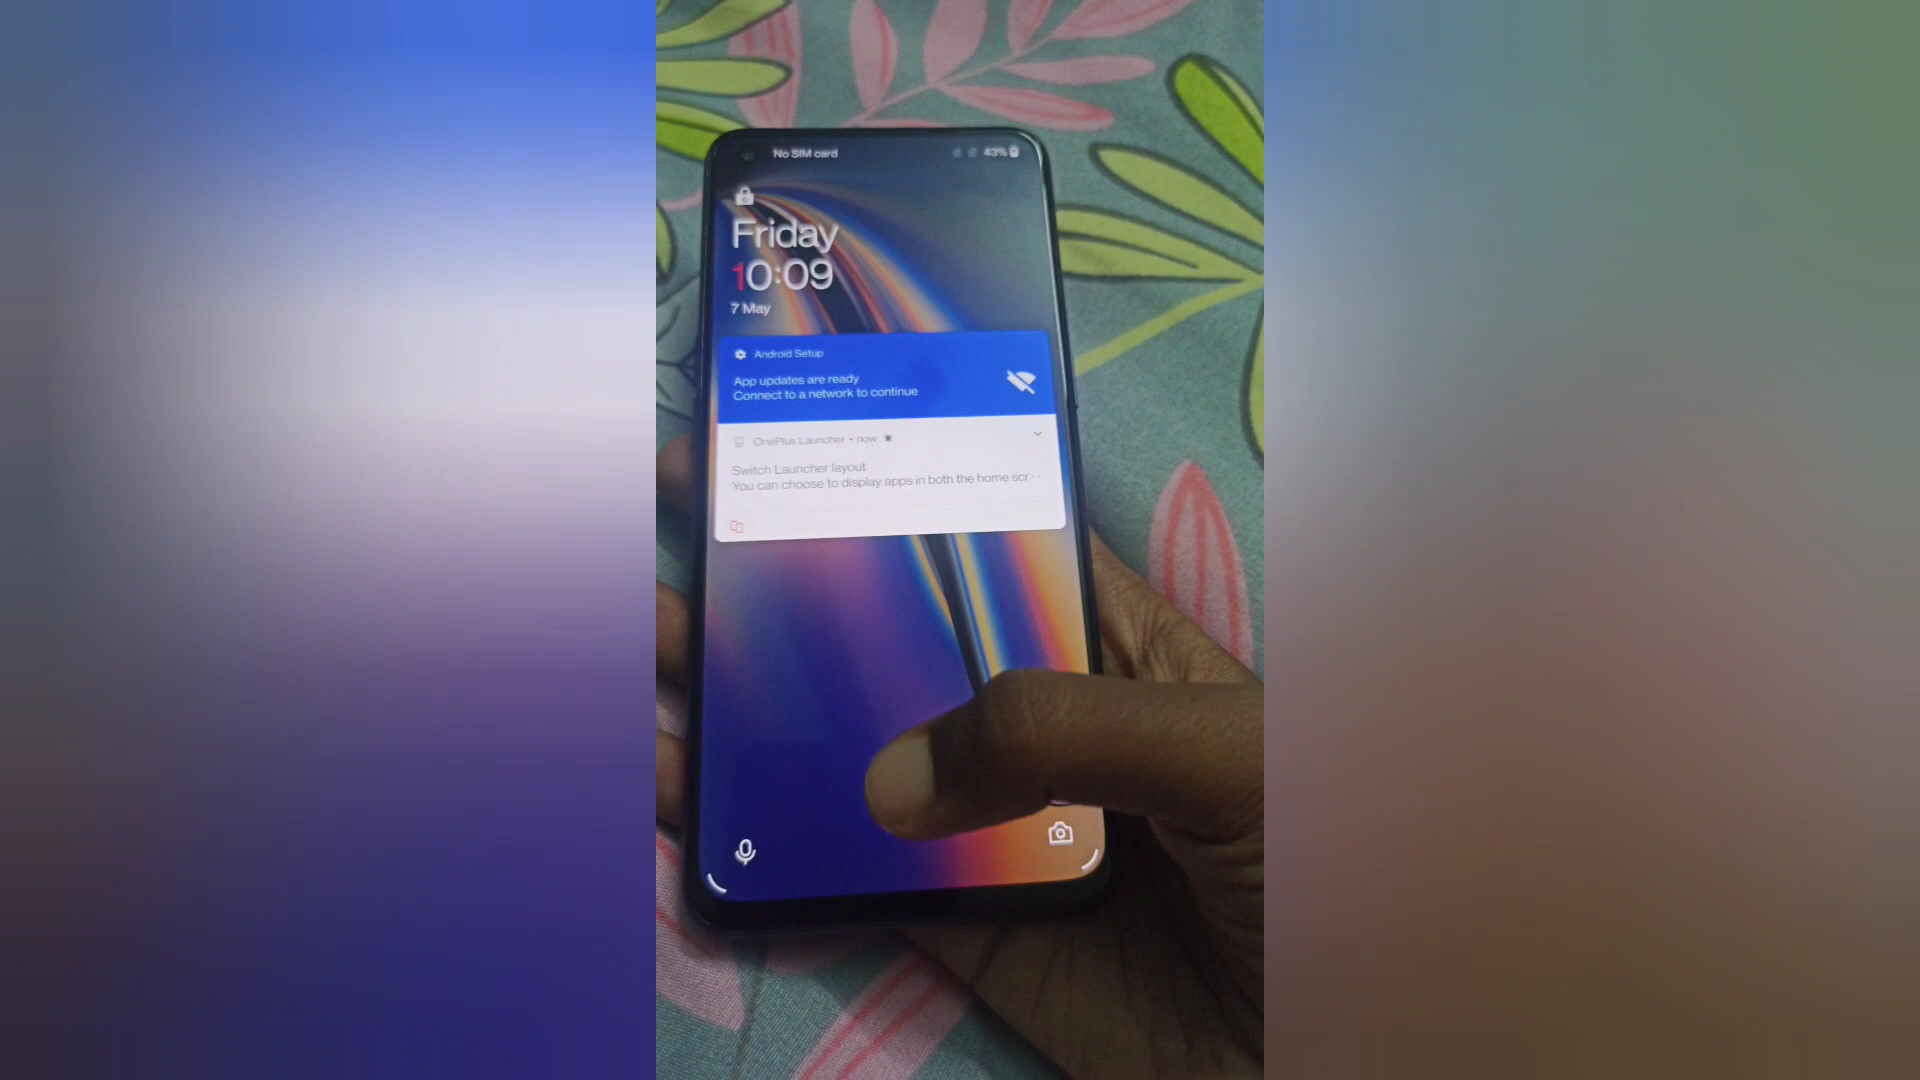 No SIM card
43%
Friday
10:09
7 May
Android Setup
App updates are ready
Connect to a network to continue
OnePlus Launcher • now
Switch Launcher layout
You can choose to display apps in both the home scr ··